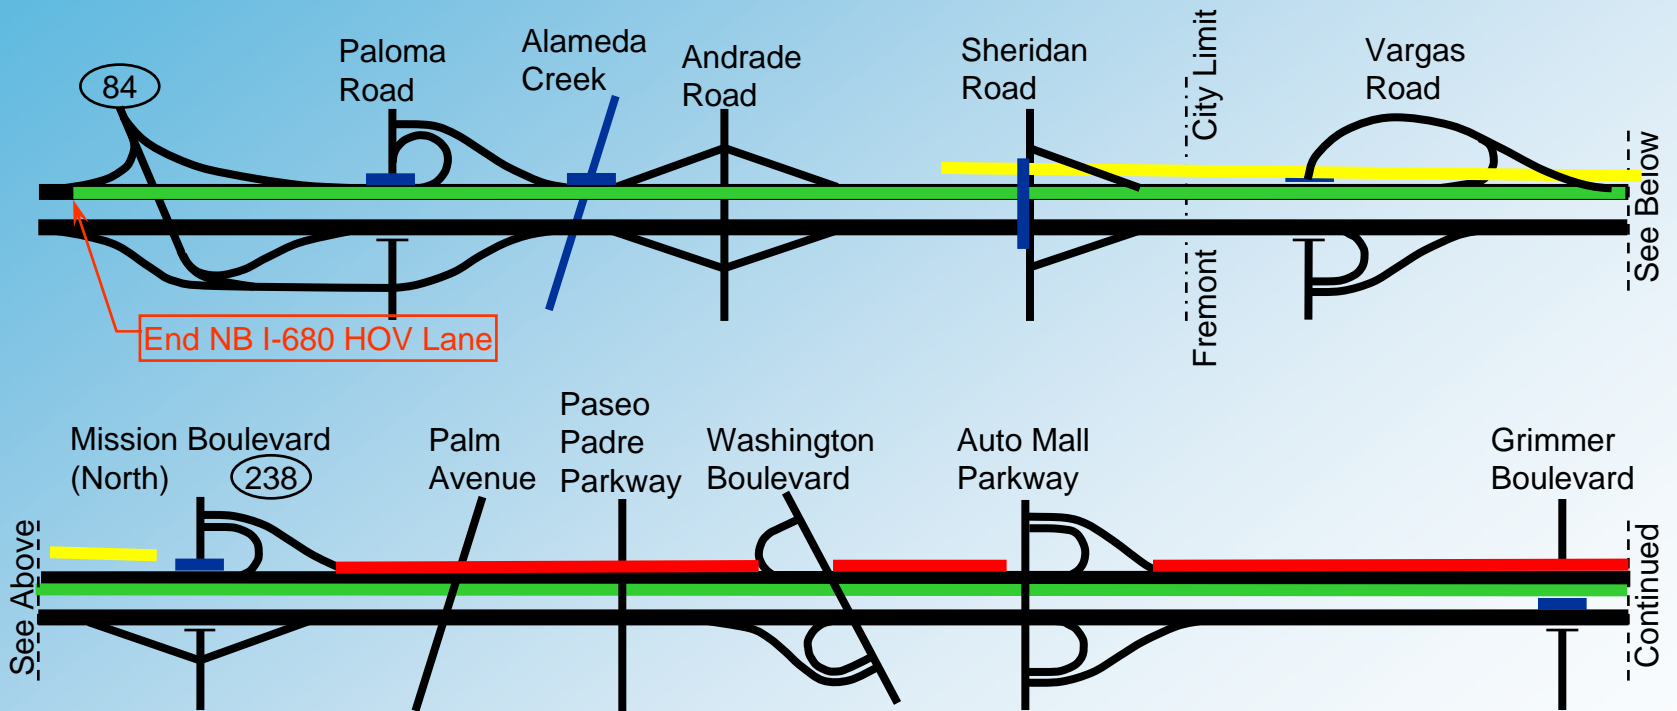 84
Paloma
Road
Alameda
Creek
Andrade
Road
Sheridan
Road
City Limit
Fremont
Vargas
Road
See Below
End NB I-680 HOV Lane
See Above
Mission Boulevard
(North)
238
Palm
Avenue
Paseo
Padre
Parkway
Washington
Boulevard
Auto Mall
Parkway
Grimmer
Boulevard
Continued